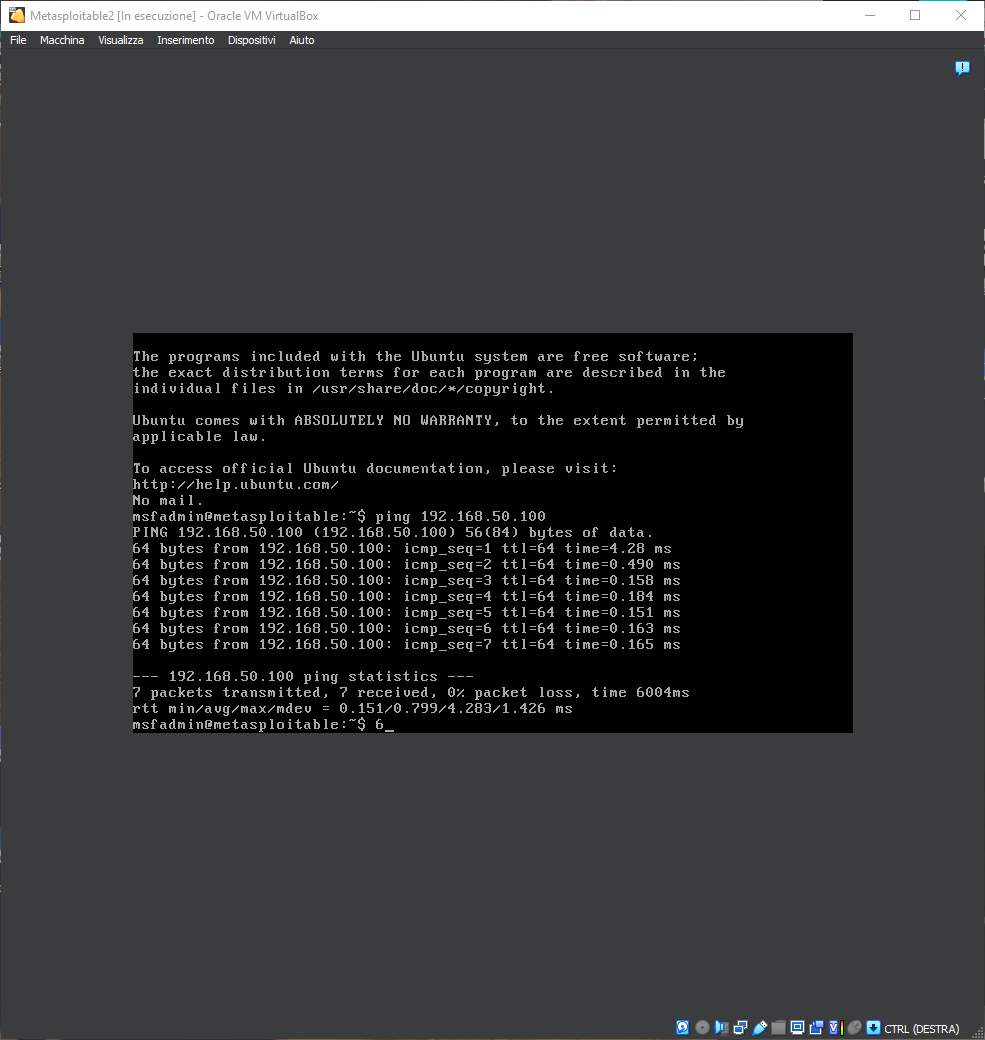 Metasploitable2 [In esecuzione] - Oracle VM VirtualBox
File Macchina Visualizza Inserimento Dispositivi Aiuto
The programs included with the Ubuntu system are free software;
the exact distribution terms for each program are described in the
individual files in /usr/share/doc/*/copyright.
Ubuntu comes with ABSOLUTELY NO WARRANTY, to the extent permitted by
applicable law.
To access official Ubuntu documentation, please visit:
http://help.ubuntu.com/
No mail.
msfadmin@metasploitable:~$ ping 192.168.50.100
PING 192.168.50.100 (192.168.50.100) 56(84) bytes of data.
64 bytes from 192.168.50.100: icmp_seq=1 ttl=64 time=4.28 ms
64 bytes from 192.168.50.100: icmp_seq=2 ttl=64 time=0.490 ms
64 bytes from 192.168.50.100: icmp_seq=3 ttl=64 time=0.158 ms
64 bytes from 192.168.50.100: icmp_seq=4 ttl=64 time=0.184 ms
64 bytes from 192.168.50.100: icmp_seq=5 ttl=64 time=0.151 ms
64 bytes from 192.168.50.100: icmp_seq=6 ttl=64 time=0.163 ms
64 bytes from 192.168.50.100: icmp_seq=7 ttl=64 time=0.165 ms
--- 192.168.50.100 ping statistics ---
7 packets transmitted, 7 received, 0% packet loss, time 6004ms
rtt min/avg/max/mdev = 0.151/0.799/4.283/1.426 ms
msfadmin@metasploitable:~$ 6_
CTRL (DESTRA)